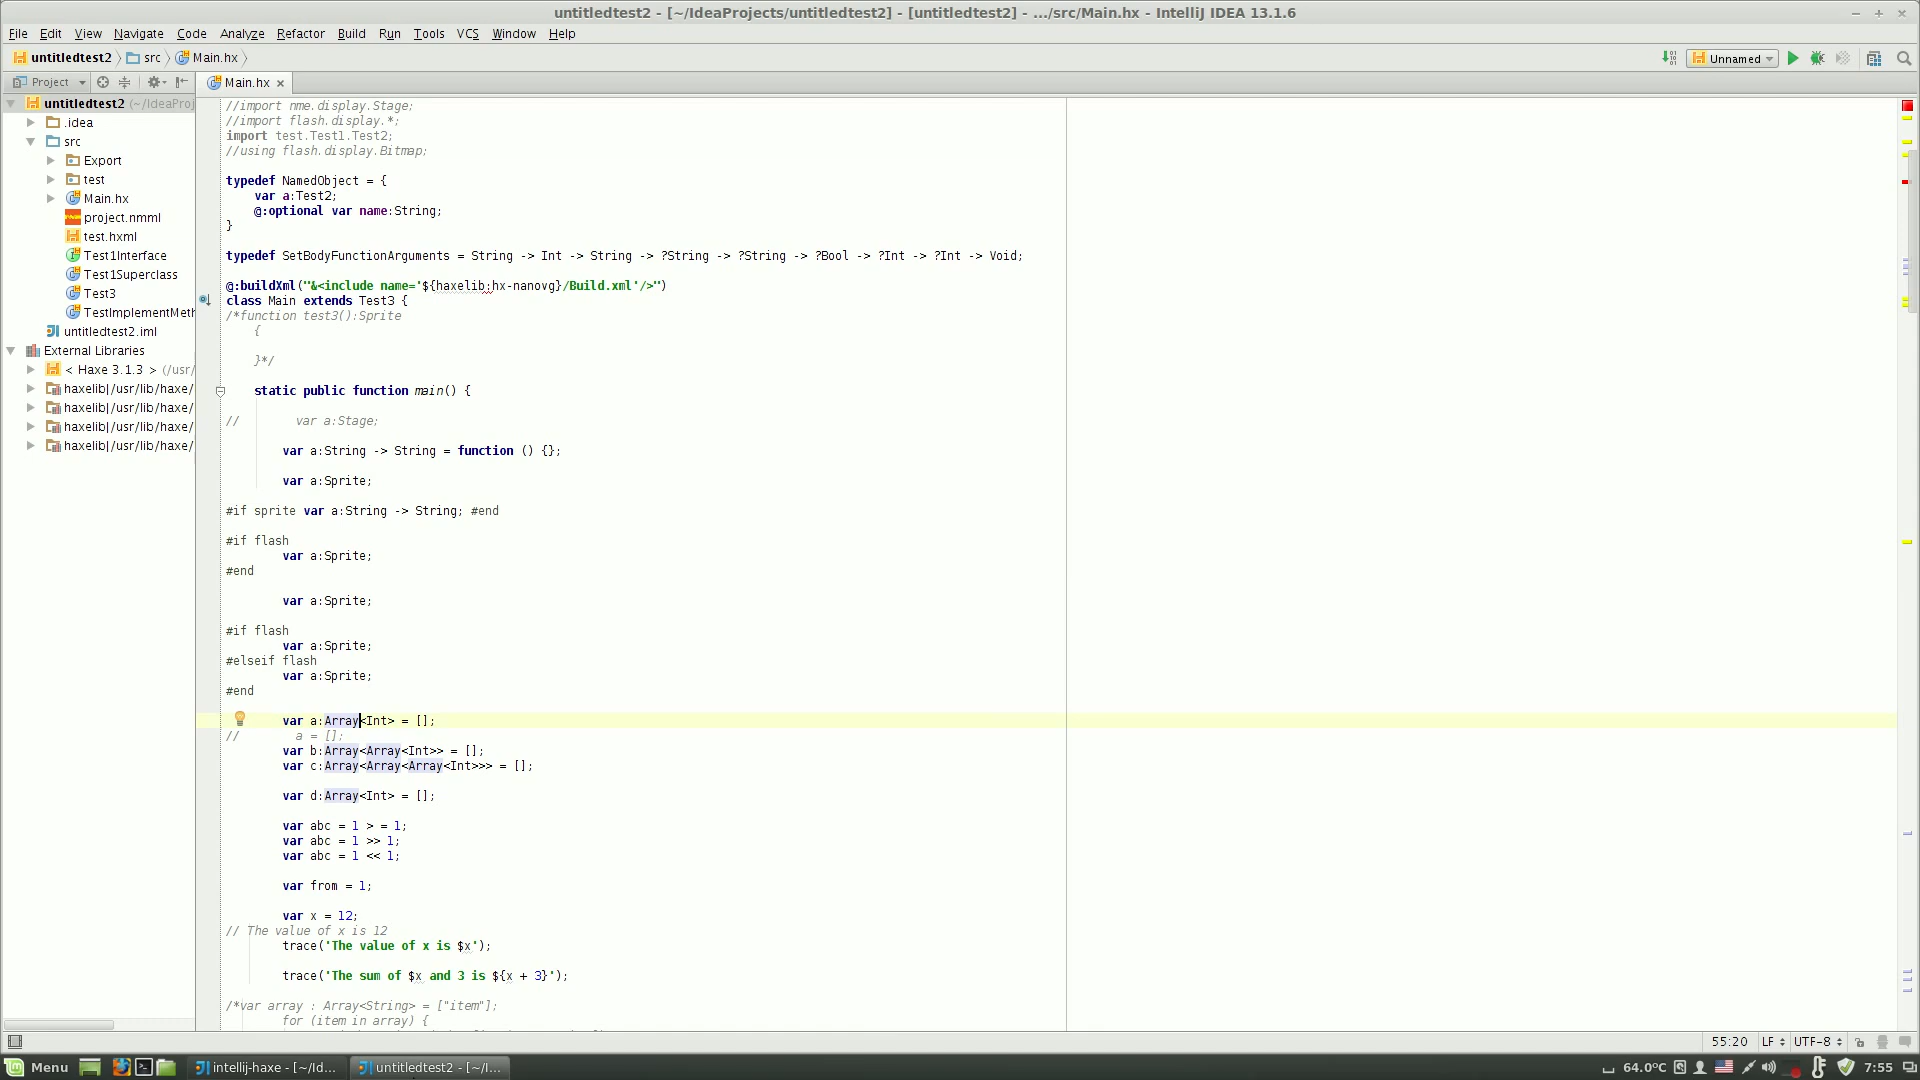 untitledtest2 - [~/IdeaProjects/untitledtest2] - [untitledtest2] - .../src/Main.hx - IntelliJ IDEA 13.1.6
File Edit View Navigate Code Analyze Refactor Build Run Tools VCS Window Help
untitledtest2 src Main.hx
Unnamed
Project
Main.hx
untitledtest2 (~/IdeaProj
.idea
src
Export
test
Main.hx
project.nmml
test.hxml
Test1Interface
Test1Superclass
Test3
TestImplementMeth
untitledtest2.iml
External Libraries
< Haxe 3.1.3 > (/usr/
haxelib|/usr/lib/haxe/
haxelib|/usr/lib/haxe/
haxelib|/usr/lib/haxe/
haxelib|/usr/lib/haxe/
//import nme.display.Stage;
//import flash.display.*;
import test.Test1.Test2;
//using flash.display.Bitmap;
typedef NamedObject = {
var a:Test2;
@:optional var name:String;
}
typedef SetBodyFunctionArguments = String -> Int -> String -> ?String -> ?String -> ?Bool -> ?Int -> ?Int -> Void;
@:buildXml("&<include name='${haxelib:hx-nanovg}/Build.xml'/>")
class Main extends Test3 {
/*function test3():Sprite
{
}*/
static public function main() {
// var a:Stage;
var a:String -> String = function () {};
var a:Sprite;
#if sprite var a:String -> String; #end
#if flash
var a:Sprite;
#end
var a:Sprite;
#if flash
var a:Sprite;
#elseif flash
var a:Sprite;
#end
var a:Array<Int> = [];
// a = [];
var b:Array<Array<Int>> = [];
var c:Array<Array<Array<Int>>> = [];
var d:Array<Int> = [];
var abc = 1 > = 1;
var abc = 1 >> 1;
var abc = 1 << 1;
var from = 1;
var x = 12;
// The value of x is 12
trace('The value of x is $x');
trace('The sum of $x and 3 is ${x + 3}');
/*var array : Array<String> = ["item"];
for (item in array) {
55:20 LF UTF-8
Menu intellij-haxe - [~/Id... untitledtest2 - [~/I... 64.0ºC 7:55